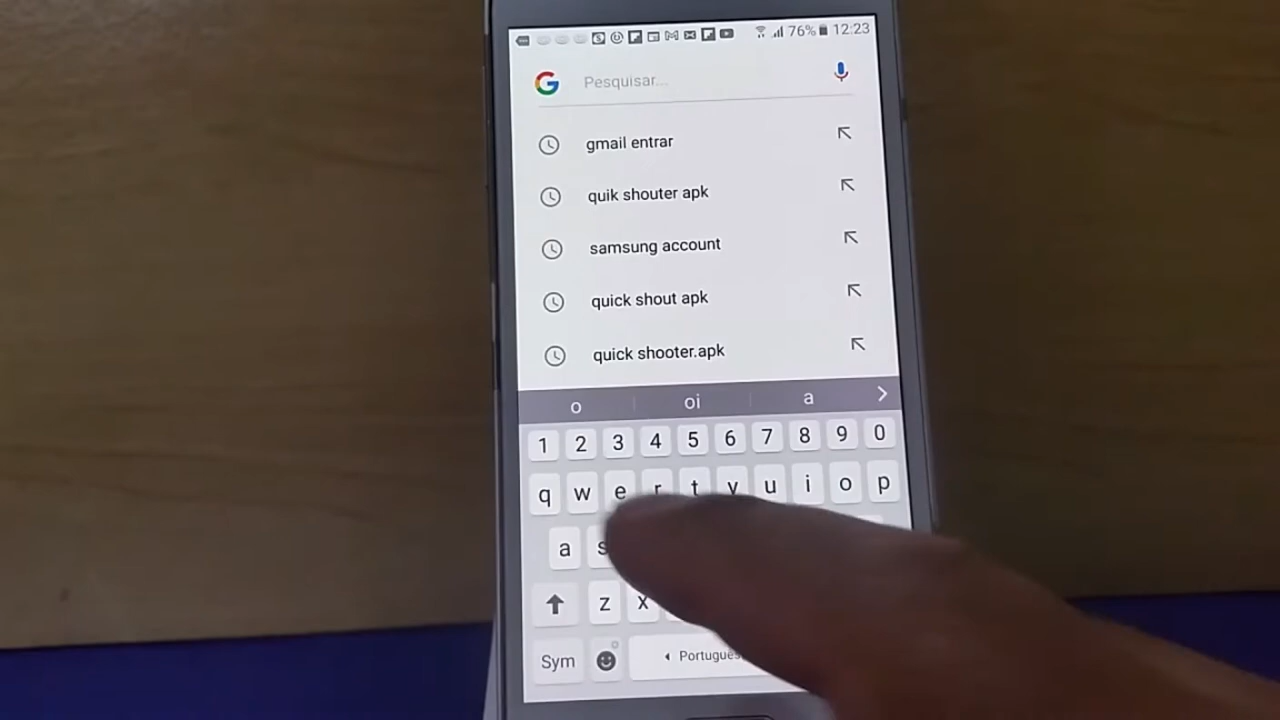 76% 12:23
G Pesquisar...
gmail entrar
quik shouter apk
samsung account
quick shout apk
quick shooter.apk
o oi a
1 2 3 4 5 6 7 8 9 0
q w e r t y u i o p
a s
z x
Sym Portugues